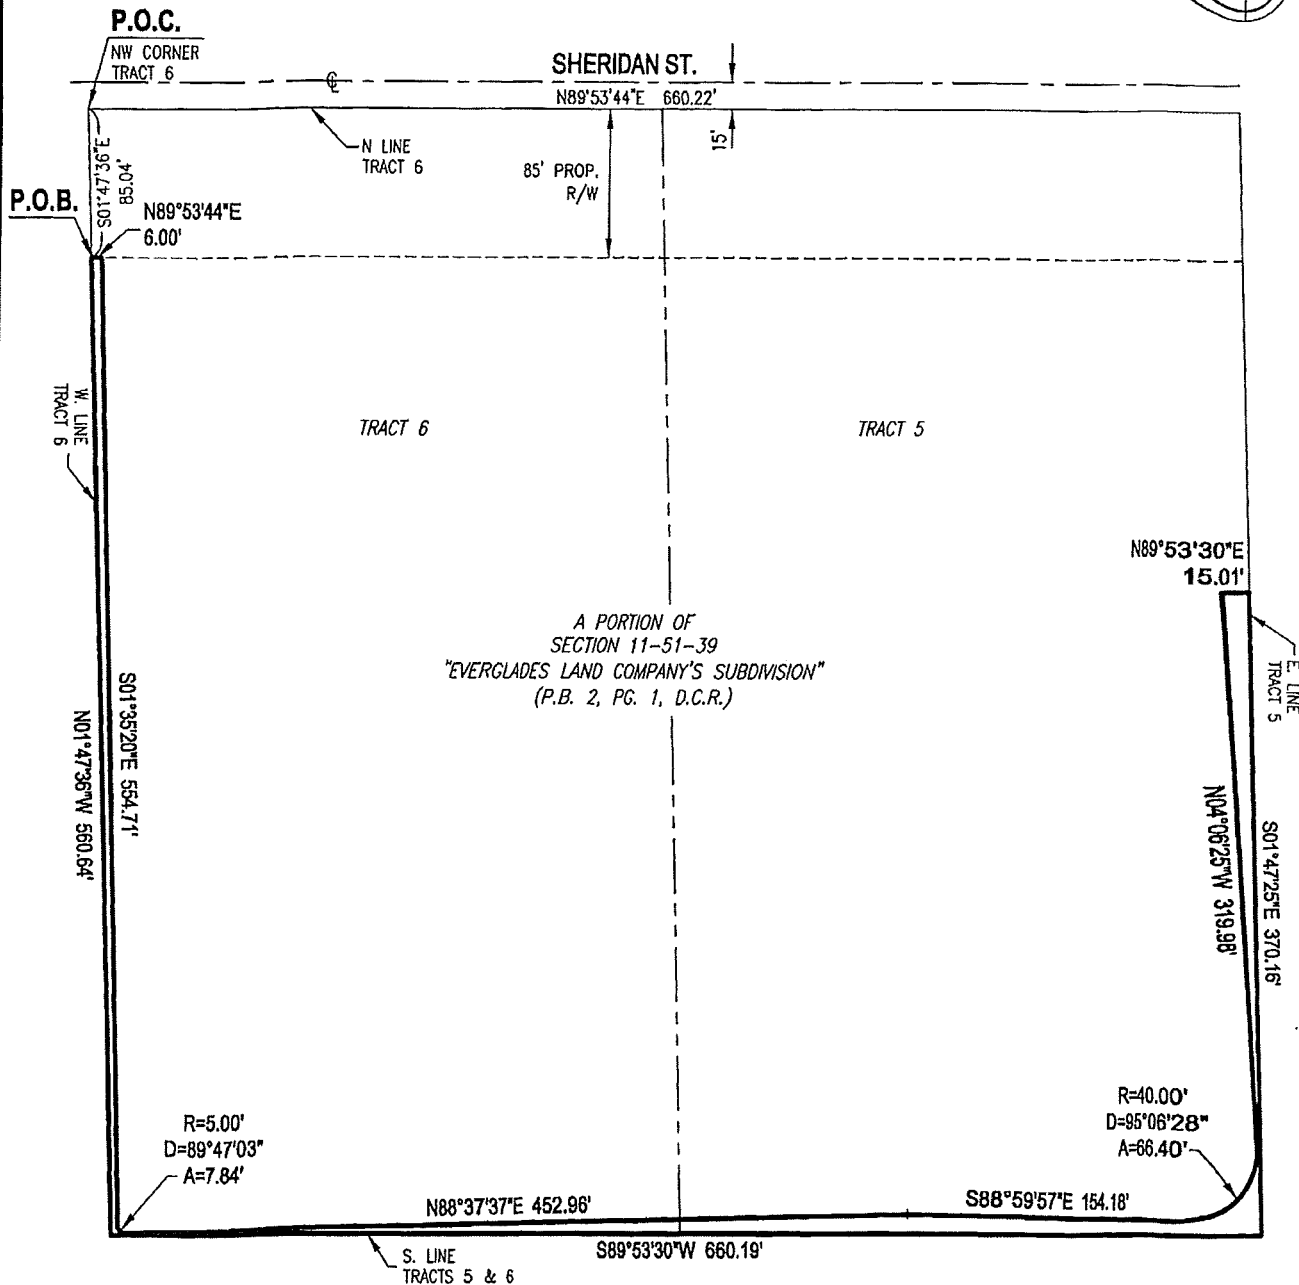 P.O.C.
NW CORNER
TRACT 6
SHERIDAN ST.
N89°53'44"E 660.22'
15'
N LINE
TRACT 6
85' PROP.
R/W
S01°47'36"E
85.04'
P.O.B.
N89°53'44"E
6.00'
W. LINE
TRACT 6
TRACT 6
TRACT 5
N89°53'30"E
15.01'
A PORTION OF
SECTION 11-51-39
"EVERGLADES LAND COMPANY'S SUBDIVISION"
(P.B. 2, PG. 1, D.C.R.)
E. LINE
TRACT 5
S01°35'20"E 554.71'
N01°47'36"W 560.64'
N04°06'25"W 319.98'
S01°47'25"E 370.16'
R=5.00'
D=89°47'03"
A=7.84'
R=40.00'
D=95°06'28"
A=66.40'
N88°37'37"E 452.96'
S88°59'57"E 154.18'
S89°53'30"W 660.19'
S. LINE
TRACTS 5 & 6